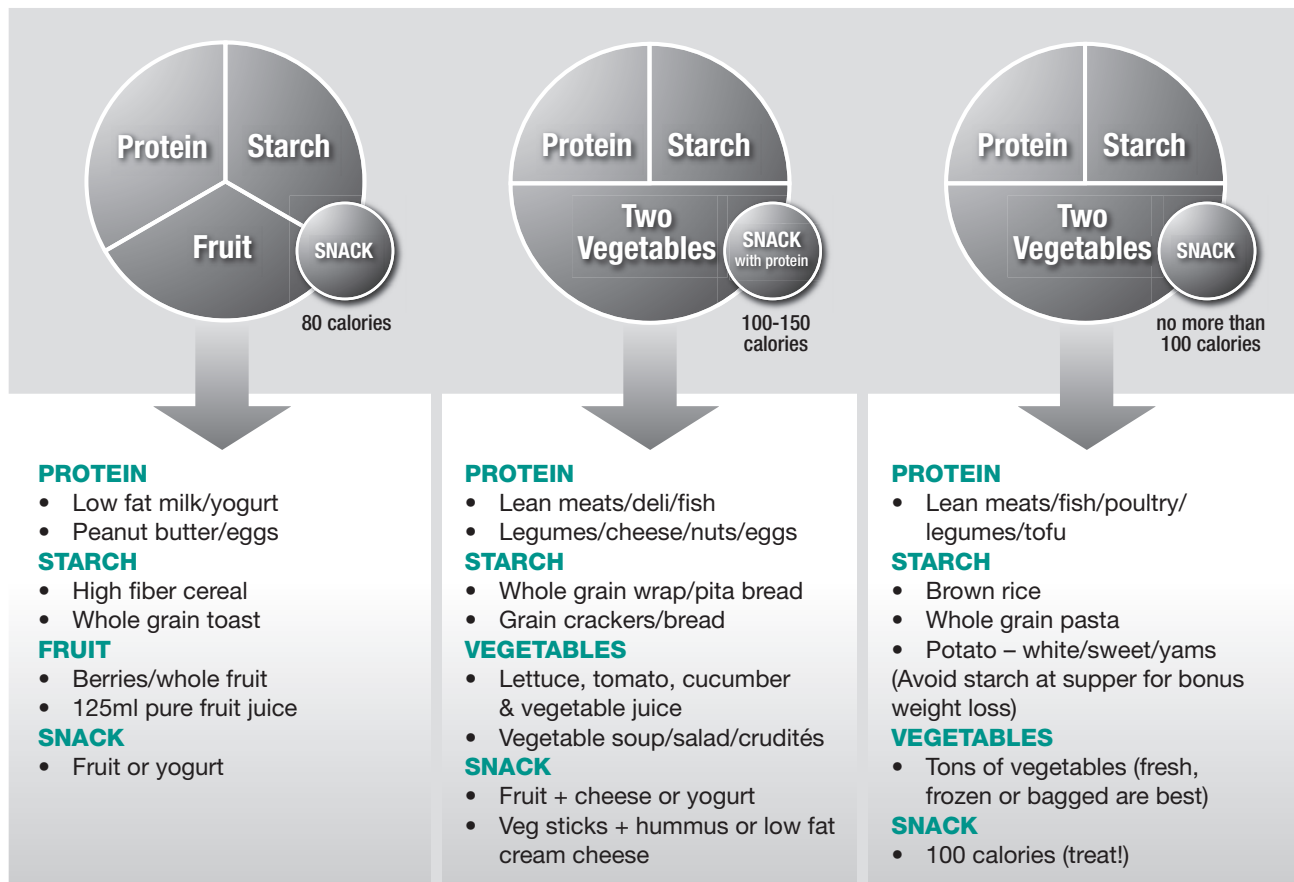 Protein
Starch
Fruit
SNACK
80 calories
Protein
Starch
Two
Vegetables
SNACK
with protein
100-150
calories
Protein
Starch
Two
Vegetables
SNACK
no more than
100 calories
PROTEIN
• Low fat milk/yogurt
• Peanut butter/eggs
STARCH
• High fiber cereal
• Whole grain toast
FRUIT
• Berries/whole fruit
• 125ml pure fruit juice
SNACK
• Fruit or yogurt
PROTEIN
• Lean meats/deli/fish
• Legumes/cheese/nuts/eggs
STARCH
• Whole grain wrap/pita bread
• Grain crackers/bread
VEGETABLES
• Lettuce, tomato, cucumber
& vegetable juice
• Vegetable soup/salad/crudités
SNACK
• Fruit + cheese or yogurt
• Veg sticks + hummus or low fat
cream cheese
PROTEIN
• Lean meats/fish/poultry/
legumes/tofu
STARCH
• Brown rice
• Whole grain pasta
• Potato – white/sweet/yams
(Avoid starch at supper for bonus
weight loss)
VEGETABLES
• Tons of vegetables (fresh,
frozen or bagged are best)
SNACK
• 100 calories (treat!)